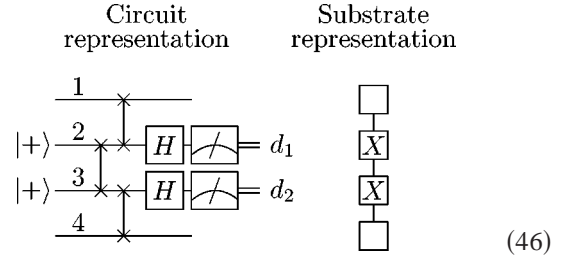 Circuit representation
Substrate representation
1
|+⟩ 2 H = d₁
X
|+⟩ 3 H = d₂
X
4
(46)